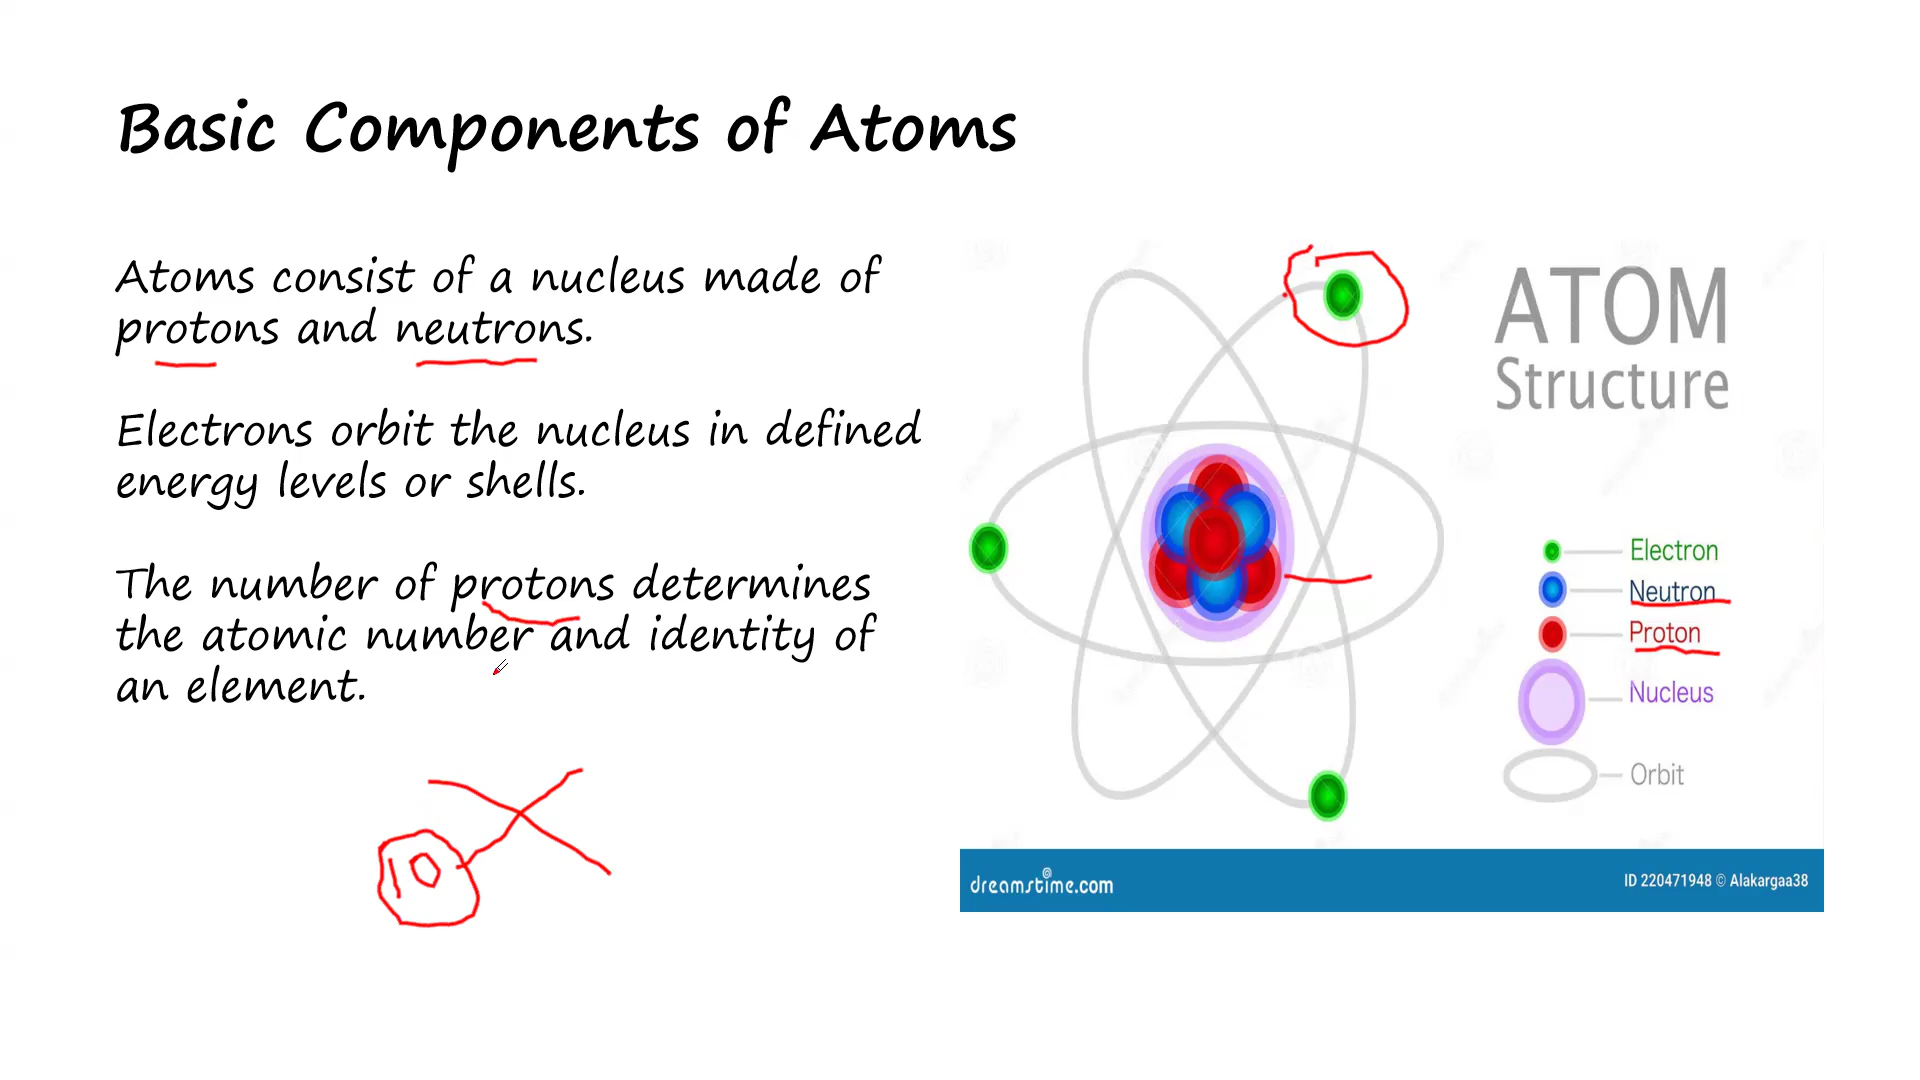 Basic Components of Atoms
Atoms consist of a nucleus made of
protons and neutrons.
Electrons orbit the nucleus in defined
energy levels or shells.
The number of protons determines
the atomic number and identity of
an element.
10
ATOM
Structure
Electron
Neutron
Proton
Nucleus
Orbit
dreamstime.com
ID 220471948 © Alakargaa38